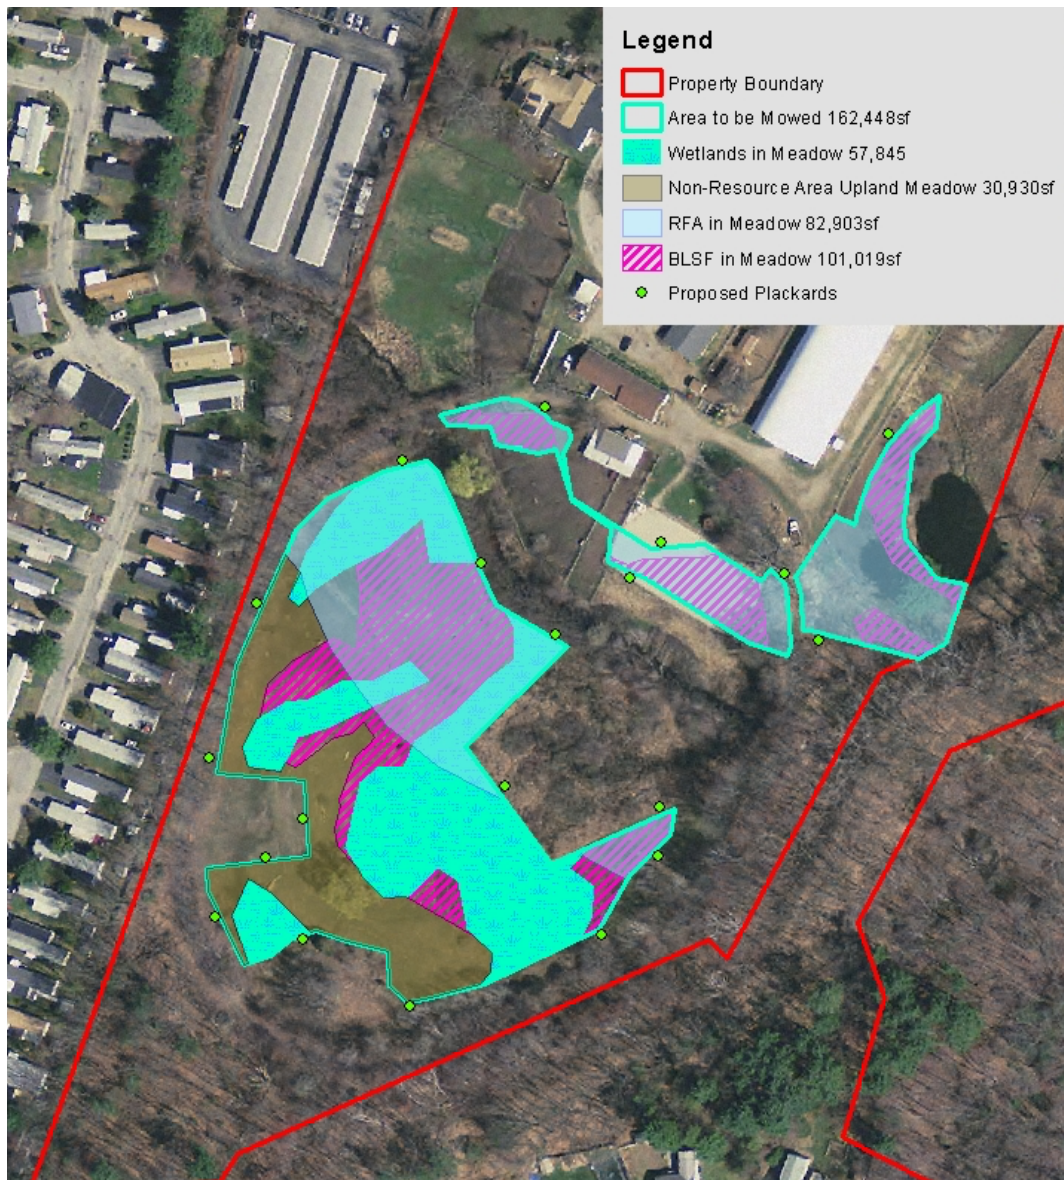 Legend
Property Boundary
Area to be Mowed 162,448sf
Wetlands in Meadow 57,845
Non-Resource Area Upland Meadow 30,930sf
RFA in Meadow 82,903sf
BLSF in Meadow 101,019sf
Proposed Plackards